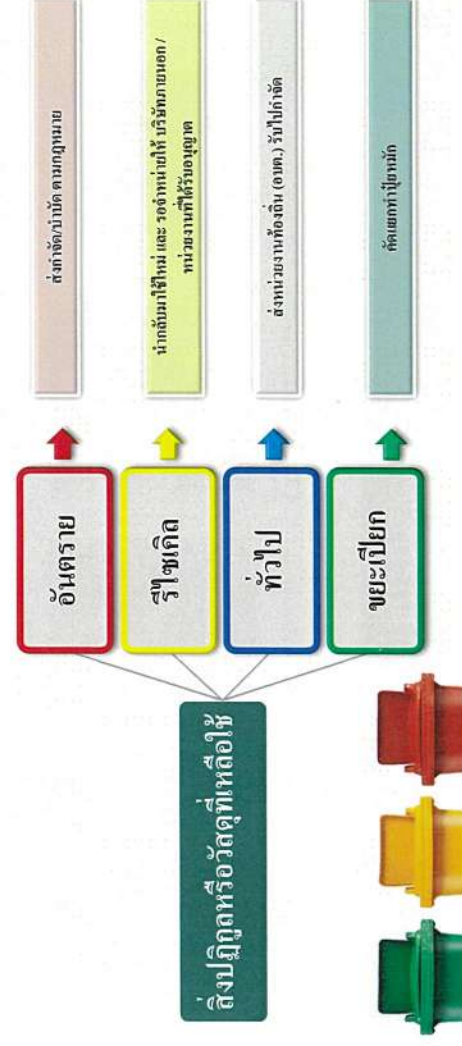 สิ่งปฏิกูลหรือวัสดุที่เหลือใช้
อันตราย
ส่งกำจัด/บำบัด ตามกฎหมาย
รีไซเคิล
นำกลับมาใช้ใหม่ และ รอจำหน่ายให้ บริษัทภายนอก /
หน่วยงานที่ได้รับอนุญาต
ทั่วไป
ส่งหน่วยงานท้องถิ่น (อบต.) รับไปกำจัด
ขยะเปียก
คัดแยกทำปุ๋ยหมัก